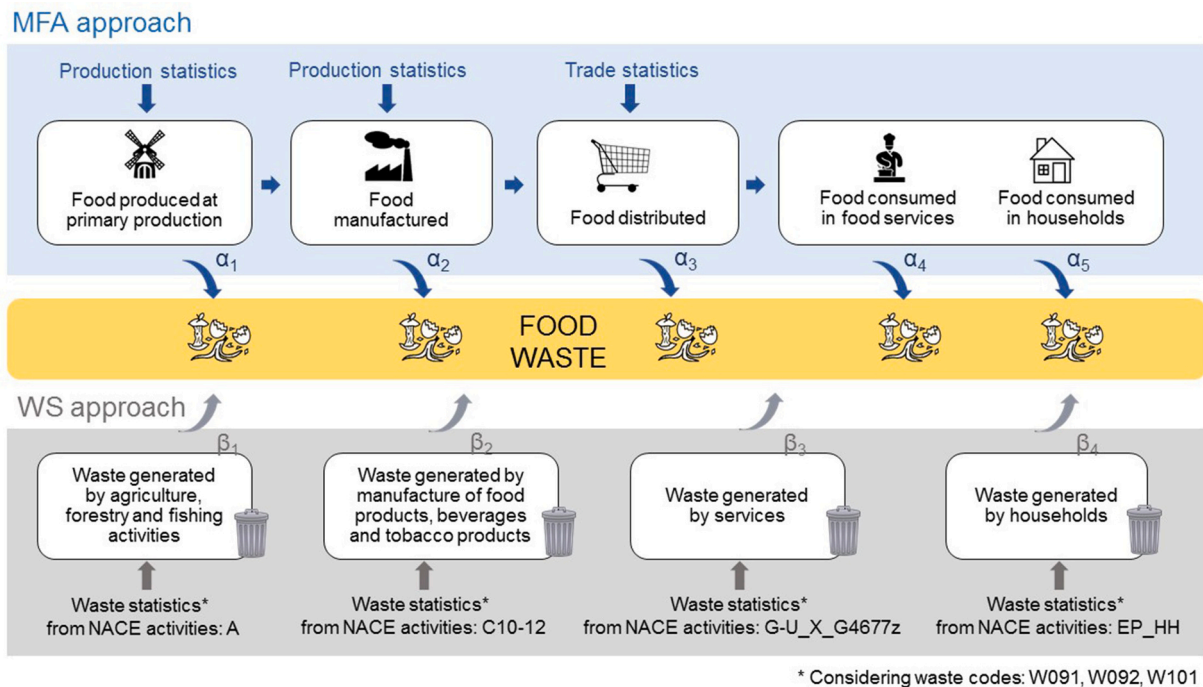 MFA approach
Production statistics
Production statistics
Trade statistics
Food produced at
primary production
Food
manufactured
Food distributed
Food consumed
in food services
Food consumed
in households
α₁
α₂
α₃
α₄
α₅
FOOD
WASTE
WS approach
β₁
β₂
β₃
β₄
Waste generated
by agriculture,
forestry and fishing
activities
Waste generated by
manufacture of food
products, beverages
and tobacco products
Waste generated
by services
Waste generated
by households
Waste statistics*
from NACE activities: A
Waste statistics*
from NACE activities: C10-12
Waste statistics*
from NACE activities: G-U_X_G4677z
Waste statistics*
from NACE activities: EP_HH
* Considering waste codes: W091, W092, W101